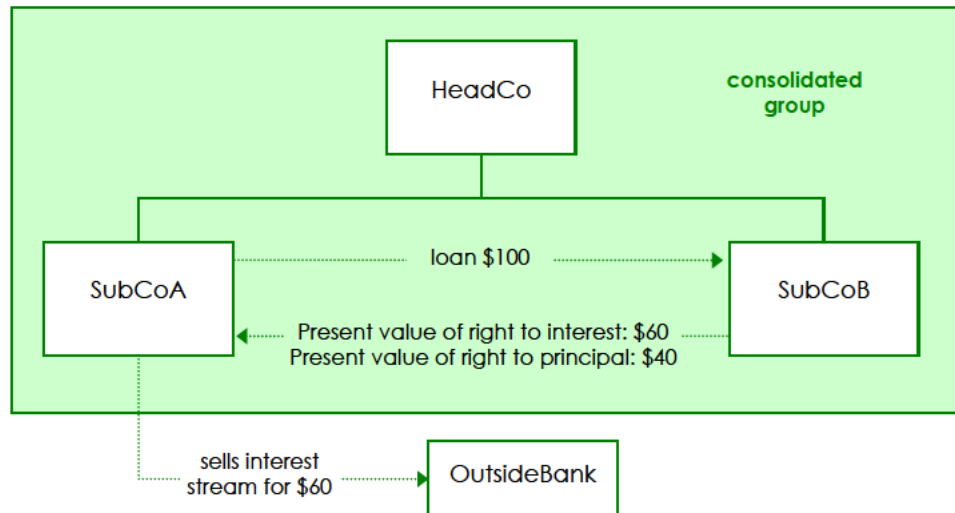 HeadCo
consolidated
group
SubCoA
loan $100
SubCoB
Present value of right to interest: $60
Present value of right to principal: $40
sells interest
stream for $60
OutsideBank